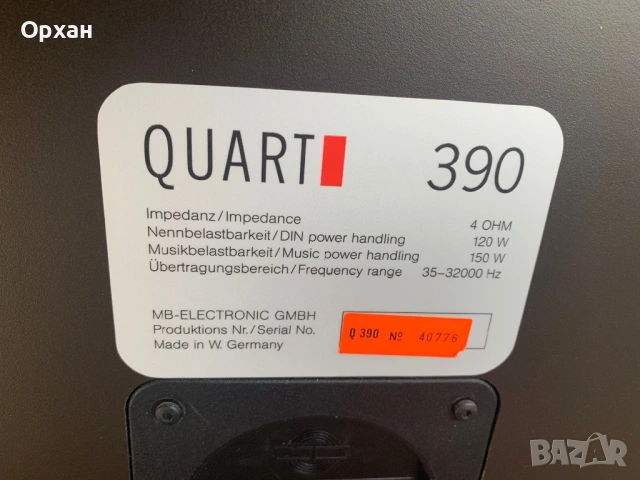 Орхан
QUART 390
Impedanz/Impedance 4 OHM
Nennbelastbarkeit/DIN power handling 120 W
Musikbelastbarkeit/Music power handling 150 W
Übertragungsbereich/Frequency range 35-32000 Hz
MB-ELECTRONIC GMBH
Produktions Nr./Serial No. Q 390 Nº 40776
Made in W. Germany
BAZAR